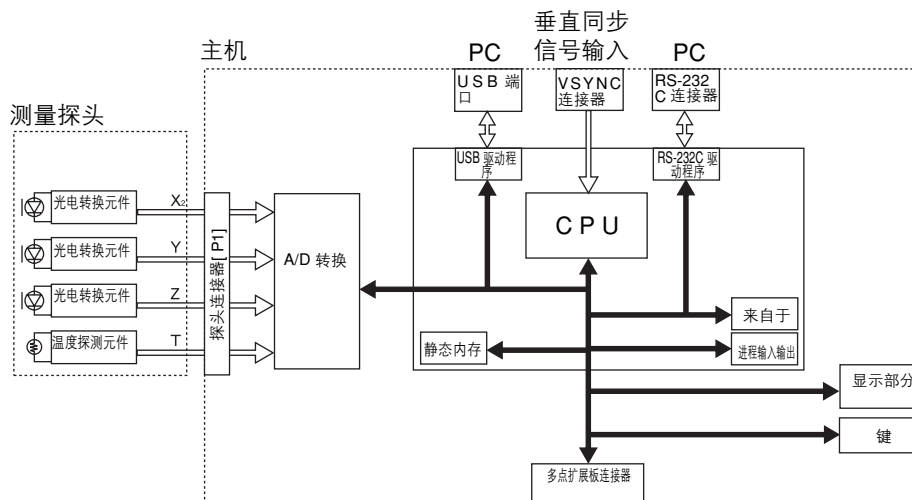 垂直同步
信号输入
主机
PC
PC
USB 端
口
VSYNC
连接器
RS-232
C 连接器
测量探头
USB 驱动程
序
RS-232C 驱
动程序
光电转换元件
X₂
CPU
光电转换元件
Y
A/D 转换
探头连接器[ P1]
光电转换元件
Z
来自于
温度探测元件
T
静态内存
进程输入输出
显示部分
键
多点扩展板连接器